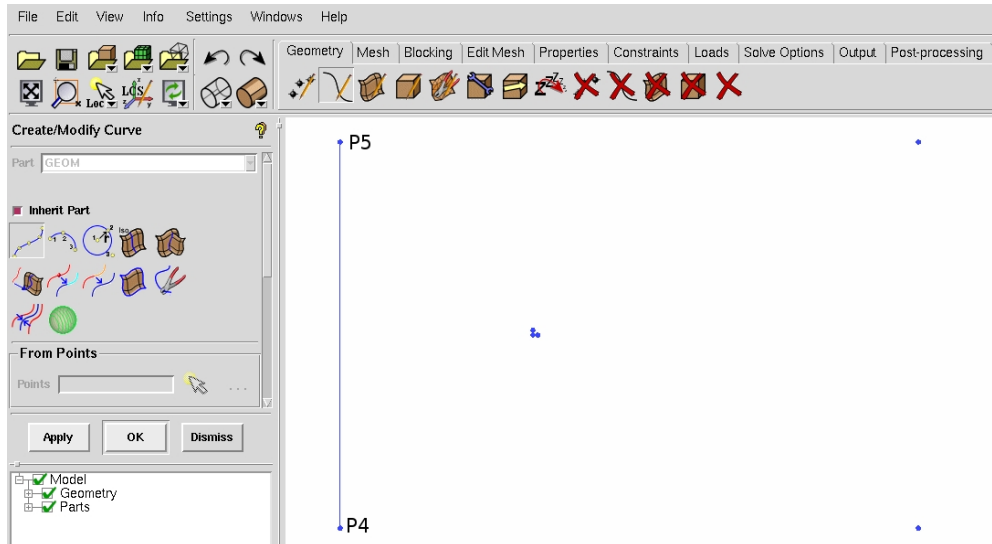 File Edit View Info Settings Windows Help
Geometry Mesh Blocking Edit Mesh Properties Constraints Loads Solve Options Output Post-processing
Loc LCS
Create/Modify Curve
Part GEOM
Inherit Part
From Points
Points ...
Apply OK Dismiss
Model
Geometry
Parts
P5
P4